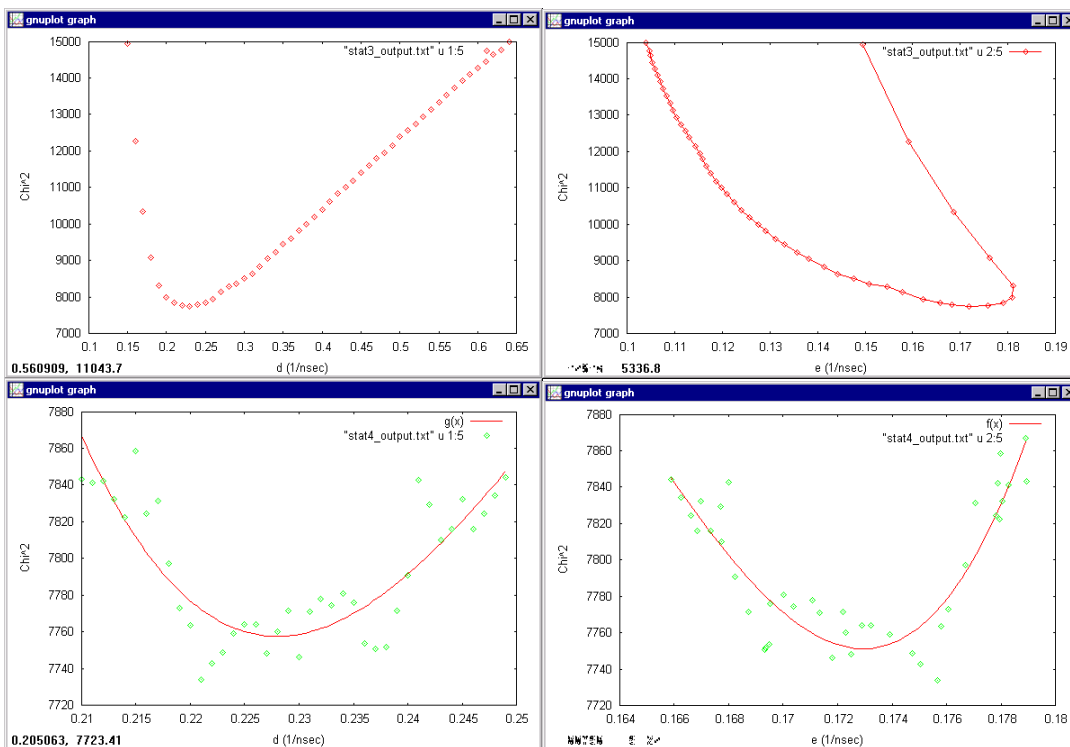 gnuplot graph
15000
14000
13000
12000
11000
10000
9000
8000
7000
Chi^2
"stat3_output.txt" u 1:5
0.1 0.15 0.2 0.25 0.3 0.35 0.4 0.45 0.5 0.55 0.6 0.65
0.560909, 11043.7 d (1/nsec)
gnuplot graph
15000
14000
13000
12000
11000
10000
9000
8000
7000
Chi^2
"stat3_output.txt" u 2:5
0.1 0.11 0.12 0.13 0.14 0.15 0.16 0.17 0.18 0.19
5336.8 e (1/nsec)
gnuplot graph
7880
7860
7840
7820
7800
7780
7760
7740
7720
Chi^2
g(x)
"stat4_output.txt" u 1:5
0.21 0.215 0.22 0.225 0.23 0.235 0.24 0.245 0.25
0.205063, 7723.41 d (1/nsec)
gnuplot graph
7880
7860
7840
7820
7800
7780
7760
7740
7720
Chi^2
f(x)
"stat4_output.txt" u 2:5
0.164 0.166 0.168 0.17 0.172 0.174 0.176 0.178 0.18
e (1/nsec)